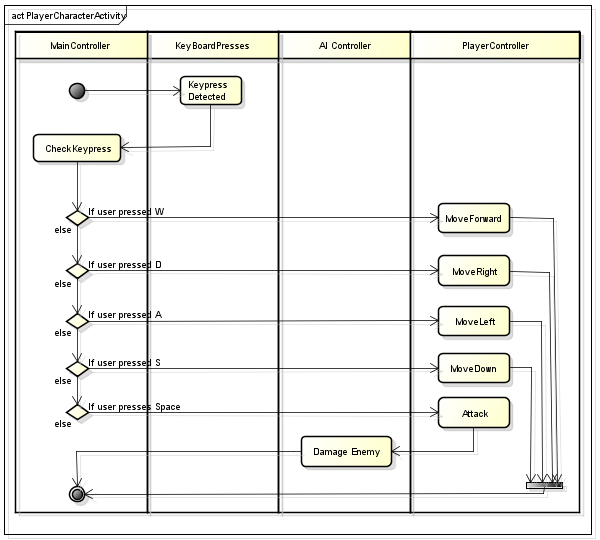 act PlayerCharacterActivity
MainController
KeyBoardPresses
AI Controller
PlayerController
Keypress
Detected
CheckKeypress
If user pressed W
MoveForward
else
If user pressed D
MoveRight
else
If user pressed A
MoveLeft
else
If user pressed S
MoveDown
else
If user presses Space
Attack
else
Damage Enemy